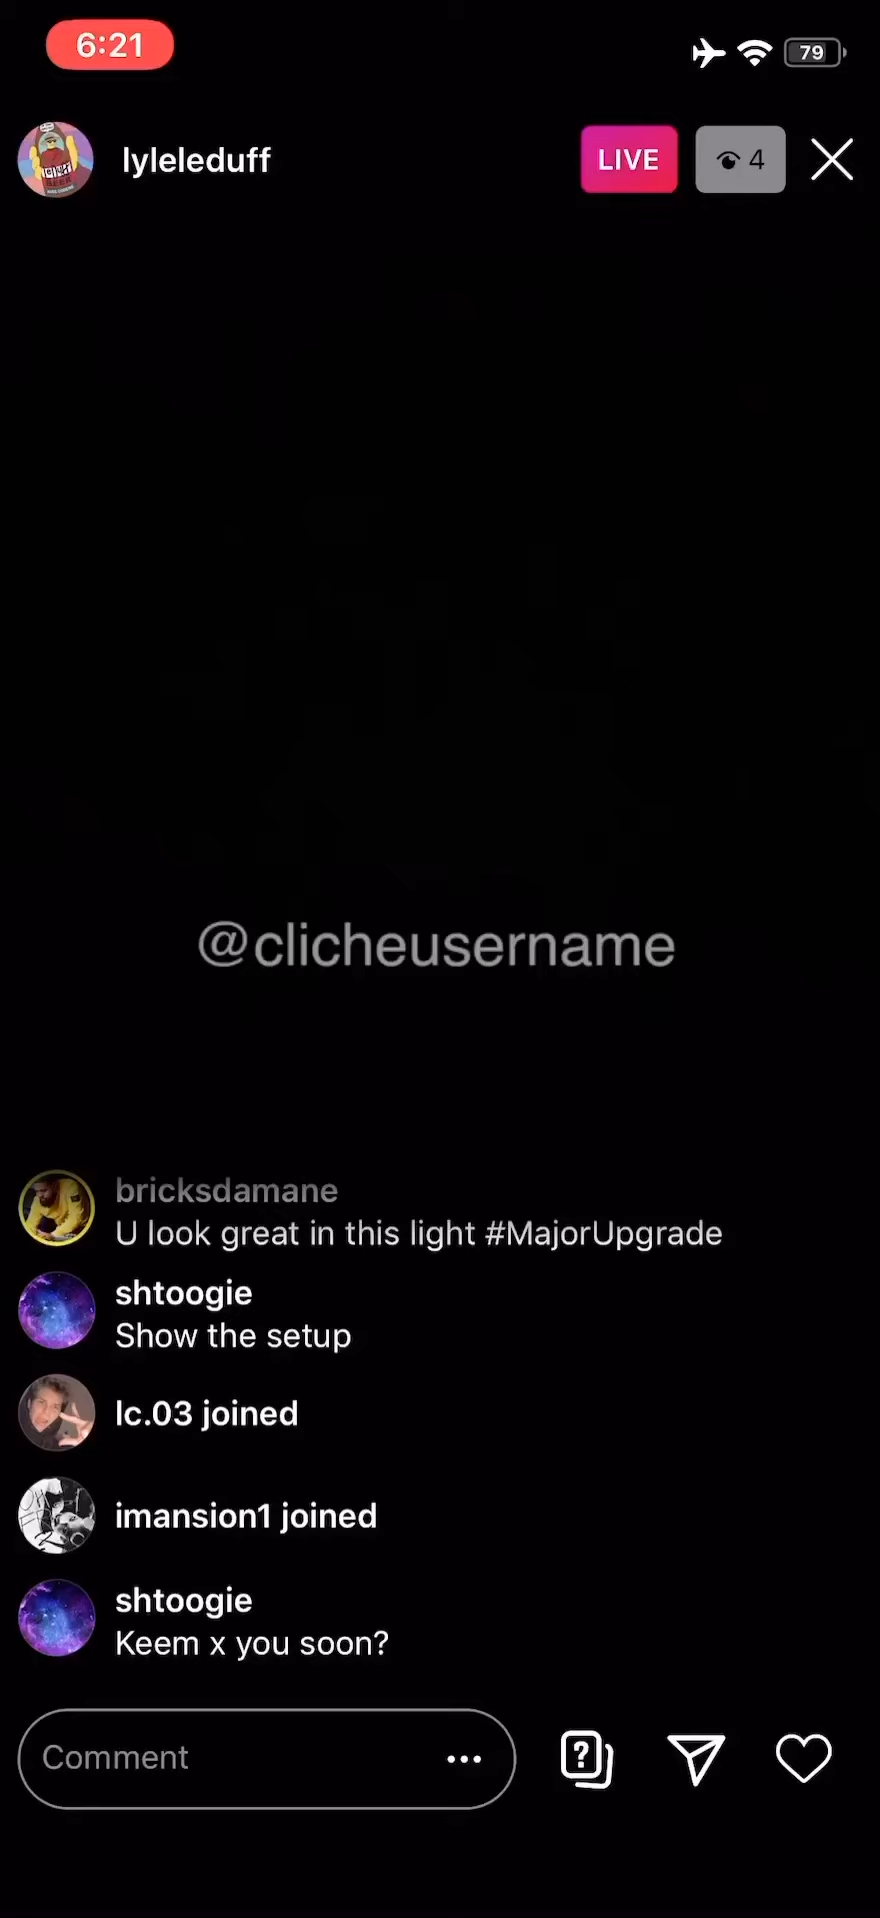 6:21
79
lyleleduff
LIVE
4
@clicheusername
bricksdamane
U look great in this light #MajorUpgrade
shtoogie
Show the setup
lc.03 joined
imansion1 joined
shtoogie
Keem x you soon?
Comment